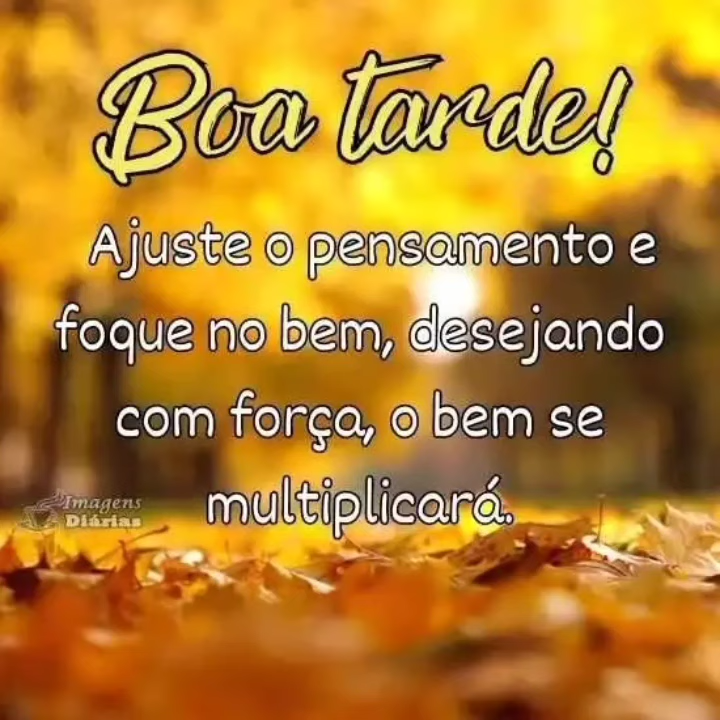 Boa tarde!
Ajuste o pensamento e
foque no bem, desejando
com força, o bem se
multiplicará.
Imagens
Diárias